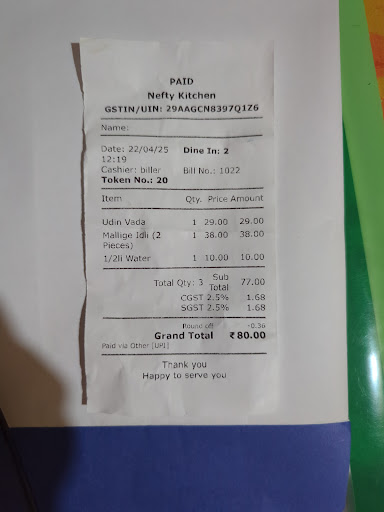 PAID
Nefty Kitchen
GSTIN/UIN: 29AAGCN8397Q1Z6
Name:
Date: 22/04/25 Dine In: 2
12:19
Cashier: biller Bill No.: 1022
Token No.: 20
Item Qty. Price Amount
Udin Vada 1 29.00 29.00
Mallige Idli (2 1 38.00 38.00
Pieces)
1/2li Water 1 10.00 10.00
Total Qty: 3 Sub Total 77.00
CGST 2.5% 1.68
SGST 2.5% 1.68
Round off -0.36
Grand Total ₹80.00
Paid via Other [UPI]
Thank you
Happy to serve you